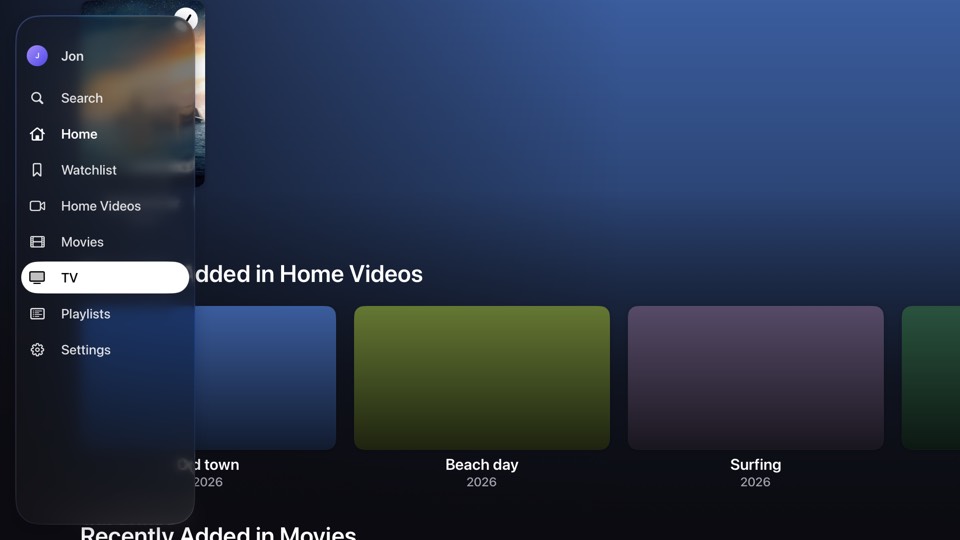 J
Jon
Search
Home
Watchlist
Home Videos
Movies
TV
Playlists
Settings
dded in Home Videos
Old town
2026
Beach day
2026
Surfing
2026
Recently Added in Movies